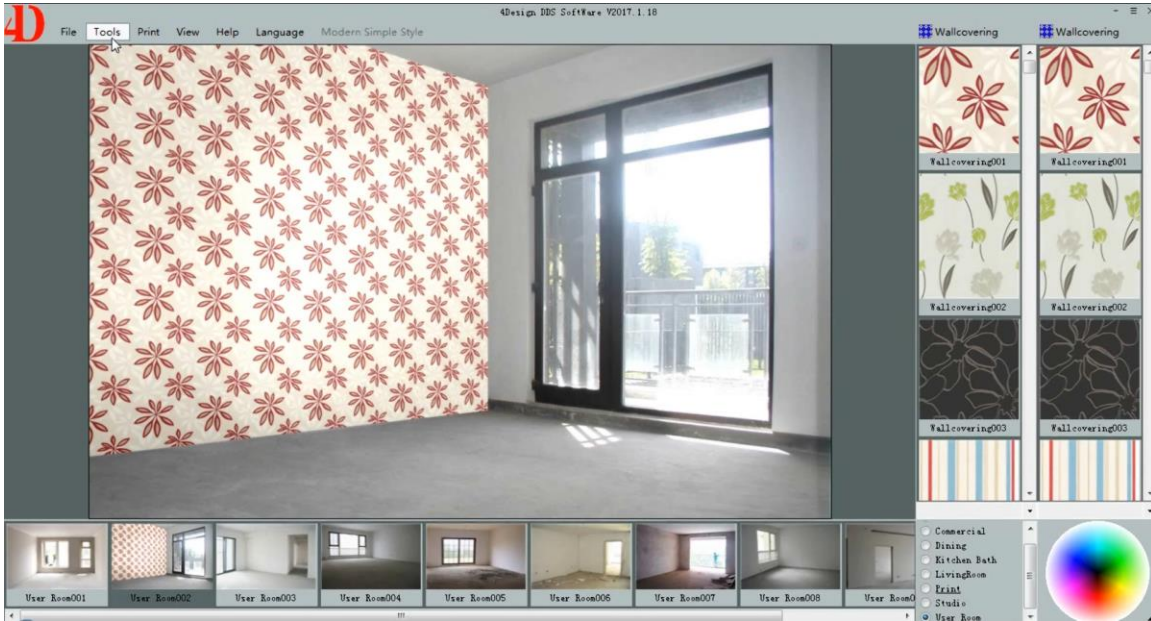 4Design DDS SoftWare V2017.1.18
4D
File Tools Print View Help Language Modern Simple Style
Wallcovering Wallcovering
Wallcovering001 Wallcovering001
Wallcovering002 Wallcovering002
Wallcovering003 Wallcovering003
User Room001 User Room002 User Room003 User Room004 User Room005 User Room006 User Room007 User Room008 User Room0
Commercial
Dining
Kitchen Bath
LivingRoom
Print
Studio
User Room